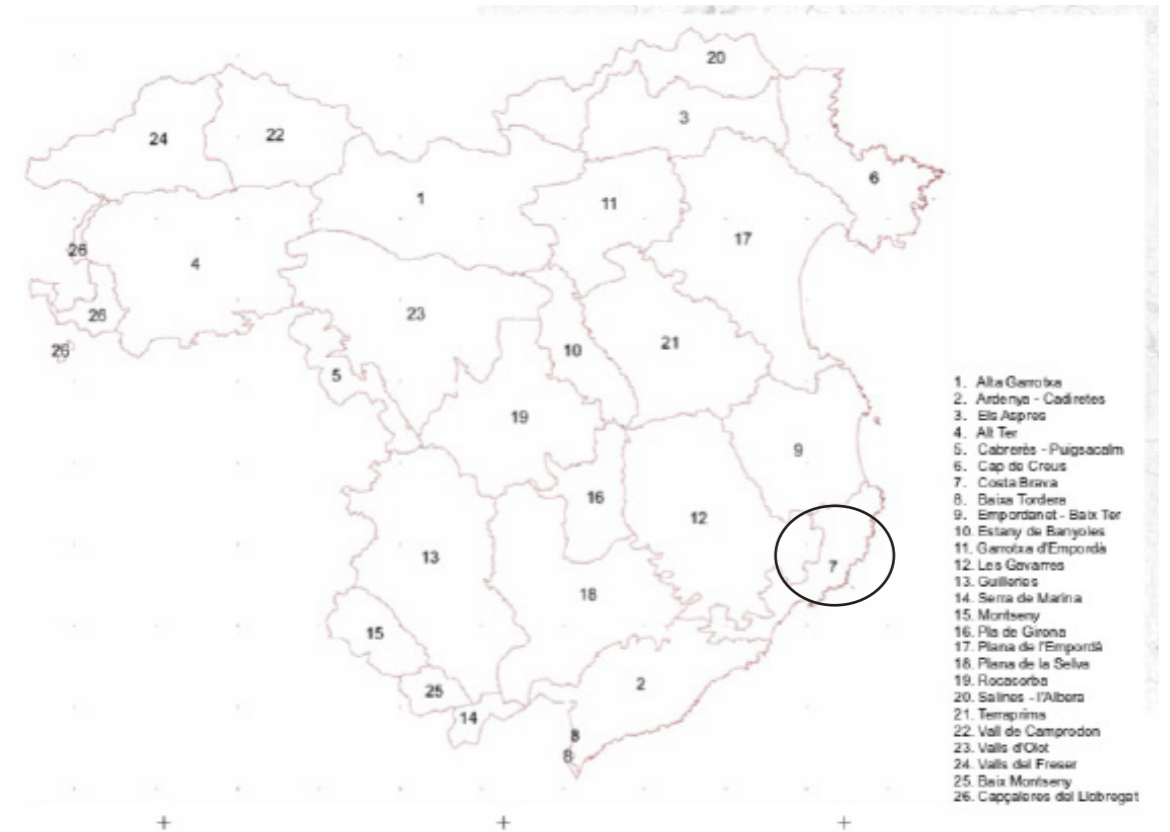 20
3
24
22
6
1
11
17
26
4
23
26
10
21
26
5
19
9
16
12
13
7
18
15
2
25
14
8
8
1. Alta Garrotxa
2. Ardenya - Cadiretes
3. Els Aspres
4. Alt Ter
5. Cabrerès - Puigsacalm
6. Cap de Creus
7. Costa Brava
8. Baixa Tordera
9. Empordanet - Baix Ter
10. Estany de Banyoles
11. Garrotxa d'Empordà
12. Les Gavarres
13. Guilleries
14. Serra de Marina
15. Montseny
16. Pla de Girona
17. Plana de l'Empordà
18. Plana de la Selva
19. Rocacorba
20. Salines - l'Albera
21. Terraprims
22. Vall de Camprodon
23. Valls d'Olot
24. Valls del Freser
25. Baix Montseny
26. Capçaleres del Llobregat